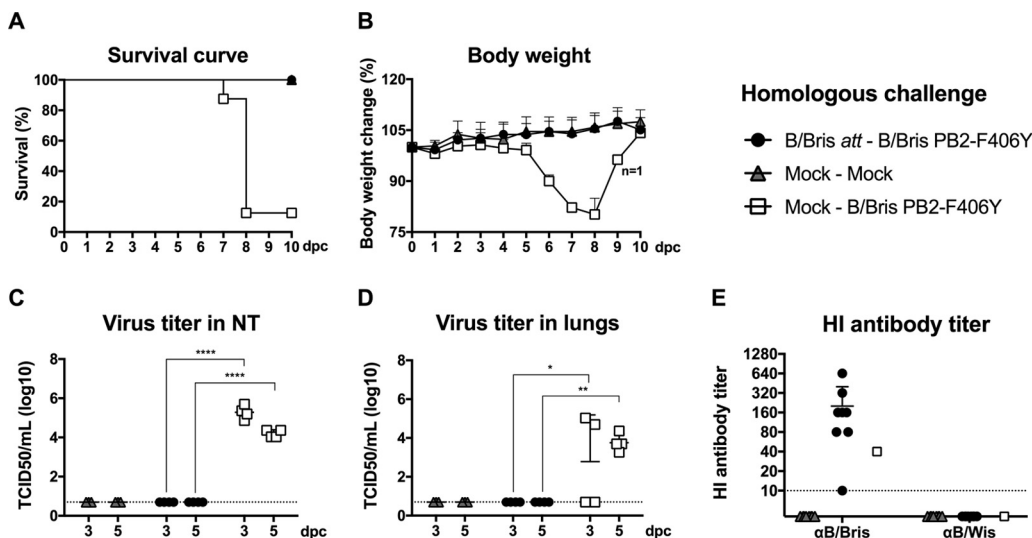 A
Survival curve
Survival (%)
100
80
60
40
20
0
0 1 2 3 4 5 6 7 8 9 10 dpc
B
Body weight
Body weight change (%)
120
105
90
75
n=1
0 1 2 3 4 5 6 7 8 9 10 dpc
Homologous challenge
B/Bris att - B/Bris PB2-F406Y
Mock - Mock
Mock - B/Bris PB2-F406Y
C
Virus titer in NT
TCID50/mL (log10)
8
6
4
2
0
****
****
3 5 3 5 3 5 dpc
D
Virus titer in lungs
TCID50/mL (log10)
8
6
4
2
0
*
**
3 5 3 5 3 5 dpc
E
HI antibody titer
HI antibody titer
1280
640
320
160
80
40
20
10
αB/Bris αB/Wis